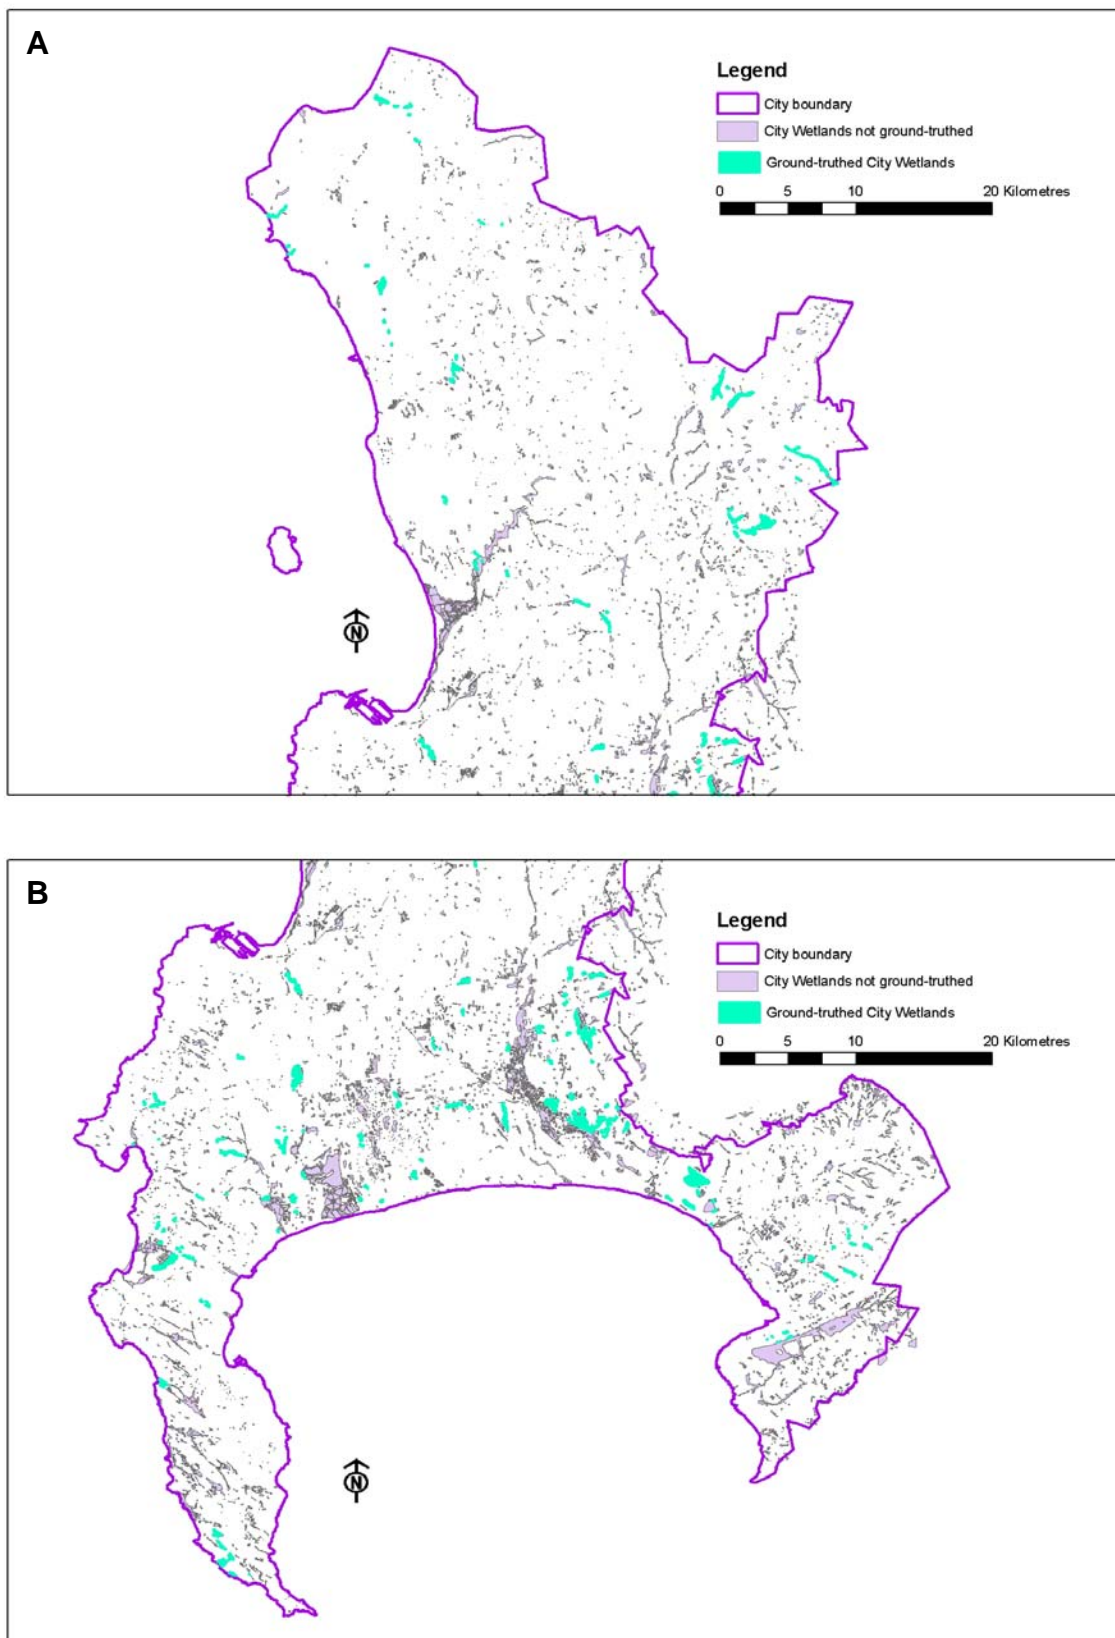 A
Legend
City boundary
City Wetlands not ground-truthed
Ground-truthed City Wetlands
0 5 10 20 Kilometres
N
B
Legend
City boundary
City Wetlands not ground-truthed
Ground-truthed City Wetlands
0 5 10 20 Kilometres
N